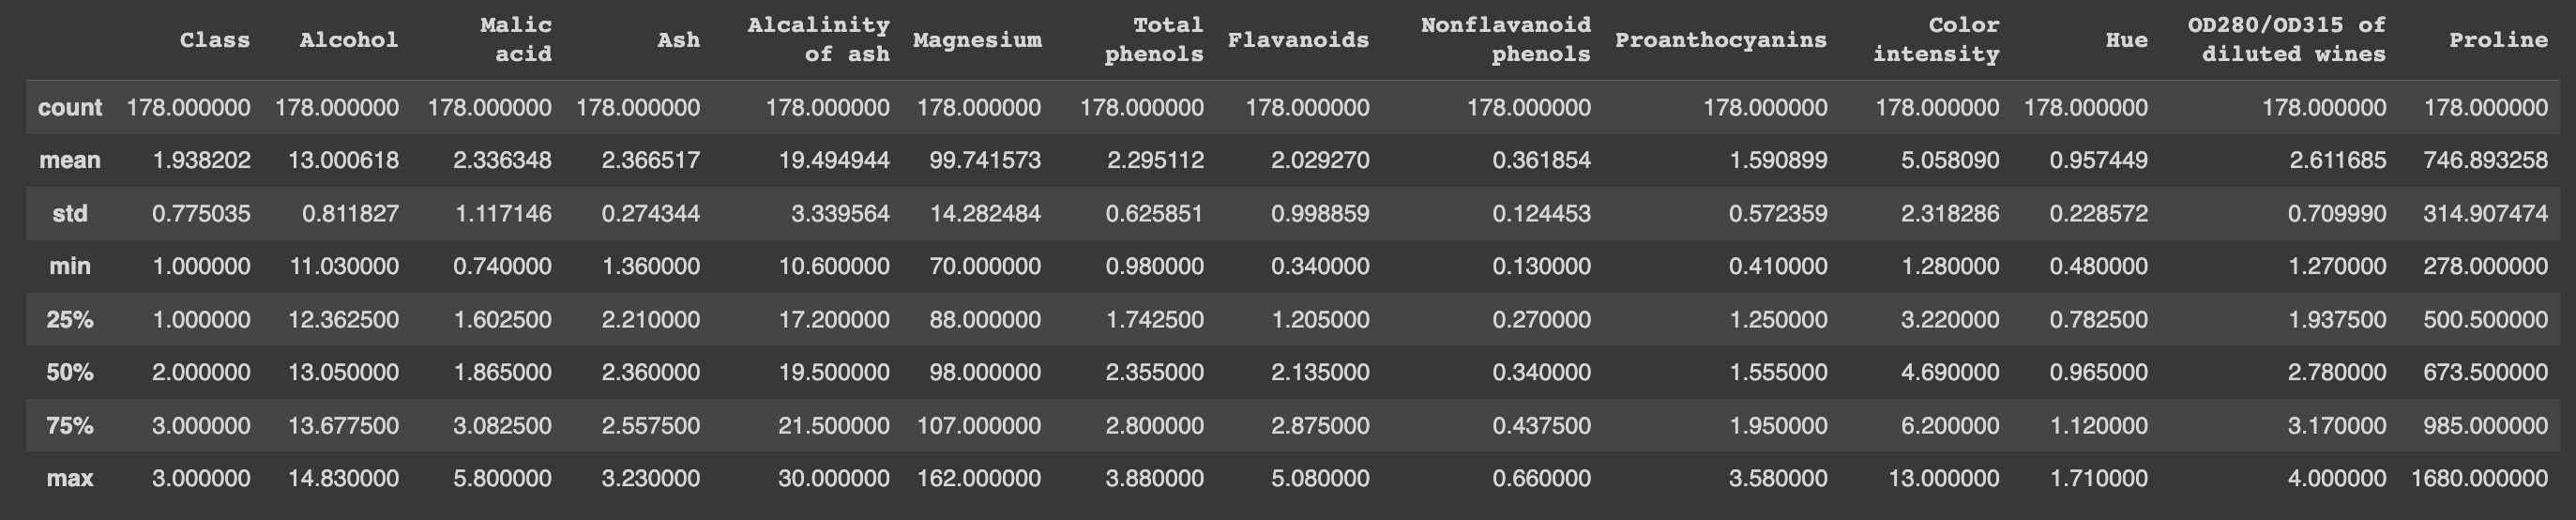 Class Alcohol Malic acid Ash Alcalinity of ash Magnesium Total phenols Flavanoids Nonflavanoid phenols Proanthocyanins Color intensity Hue OD280/OD315 of diluted wines Proline
count 178.000000 178.000000 178.000000 178.000000 178.000000 178.000000 178.000000 178.000000 178.000000 178.000000 178.000000 178.000000 178.000000 178.000000
mean 1.938202 13.000618 2.336348 2.366517 19.494944 99.741573 2.295112 2.029270 0.361854 1.590899 5.058090 0.957449 2.611685 746.893258
std 0.775035 0.811827 1.117146 0.274344 3.339564 14.282484 0.625851 0.998859 0.124453 0.572359 2.318286 0.228572 0.709990 314.907474
min 1.000000 11.030000 0.740000 1.360000 10.600000 70.000000 0.980000 0.340000 0.130000 0.410000 1.280000 0.480000 1.270000 278.000000
25% 1.000000 12.362500 1.602500 2.210000 17.200000 88.000000 1.742500 1.205000 0.270000 1.250000 3.220000 0.782500 1.937500 500.500000
50% 2.000000 13.050000 1.865000 2.360000 19.500000 98.000000 2.355000 2.135000 0.340000 1.555000 4.690000 0.965000 2.780000 673.500000
75% 3.000000 13.677500 3.082500 2.557500 21.500000 107.000000 2.800000 2.875000 0.437500 1.950000 6.200000 1.120000 3.170000 985.000000
max 3.000000 14.830000 5.800000 3.230000 30.000000 162.000000 3.880000 5.080000 0.660000 3.580000 13.000000 1.710000 4.000000 1680.000000